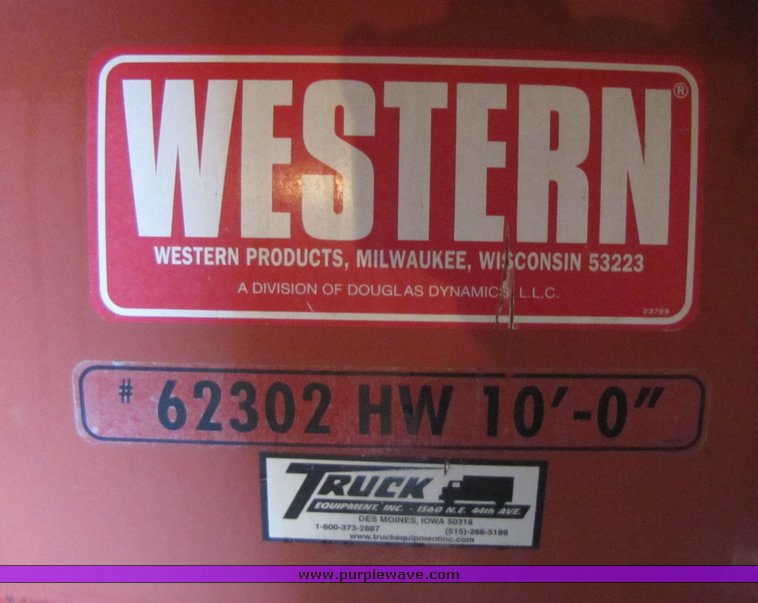 WESTERN®
WESTERN PRODUCTS, MILWAUKEE, WISCONSIN 53223
A DIVISION OF DOUGLAS DYNAMICS, L.L.C.
23769
# 62302 HW 10'-0"
TRUCK
EQUIPMENT, INC. - 1560 N.E. 44th AVE.
DES MOINES, IOWA 50316
1-800-373-2887 (515)-266-5189
www.truckequipmentinc.com
www.purplewave.com